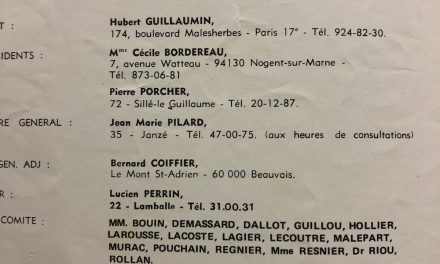 T : Hubert GUILLAUMIN,
174, boulevard Malesherbes - Paris 17e - Tél. 924-82-30.
IDENTS : Mme Cécile BORDEREAU,
7, avenue Watteau - 94130 Nogent-sur-Marne -
Tél. 873-06-81
Pierre PORCHER,
72 - Sillé-le Guillaume - Tél. 20-12-87.
RE GENERAL : Jean Marie PILARD,
35 - Janzé - Tél. 47-00-75. (aux heures de consultations)
GEN. ADJ : Bernard COIFFIER,
Le Mont St-Adrien - 60 000 Beauvais.
R : Lucien PERRIN,
22 - Lamballe - Tél. 31.00.31
COMITE : MM. BOUIN, DEMASSARD, DALLOT, GUILLOU, HOLLIER,
LAROUSSE, LACOSTE, LAGIER, LECOUTRE, MALEPART,
MURAC, POUCHAIN, REGNIER, Mme RESNIER, Dr RIOU,
ROLLAN.